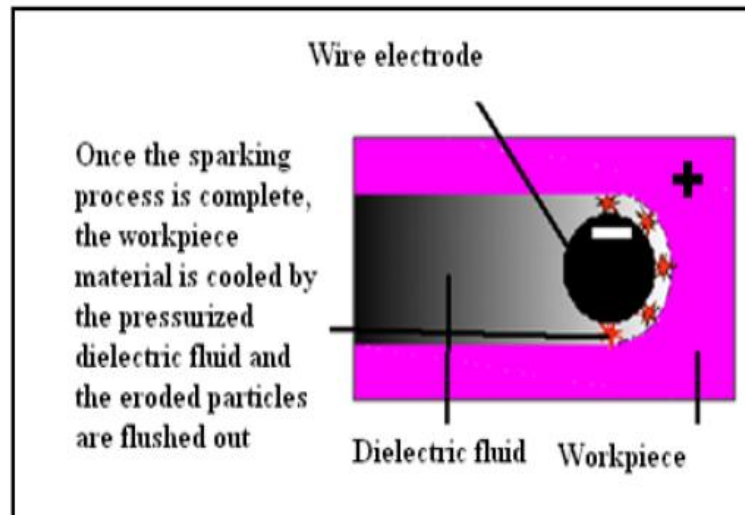 Wire electrode
Once the sparking
process is complete,
the workpiece
material is cooled by
the pressurized
dielectric fluid and
the eroded particles
are flushed out
+
Dielectric fluid
Workpiece